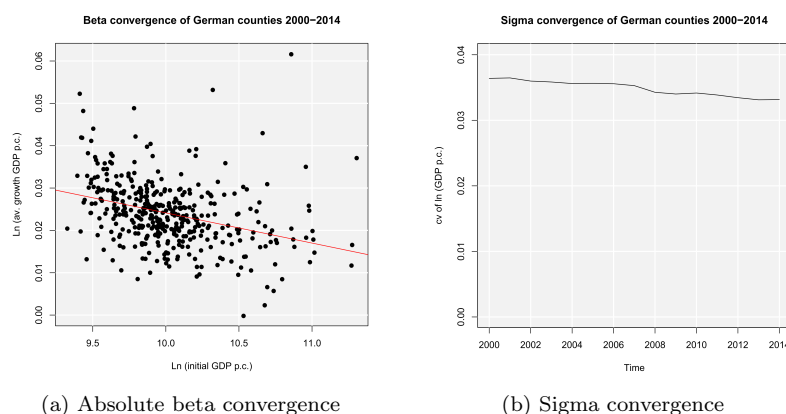 Beta convergence of German counties 2000−2014
Ln (av. growth GDP p.c.)
0.06
0.05
0.04
0.03
0.02
0.01
0.00
9.5 10.0 10.5 11.0
Ln (initial GDP p.c.)
(a) Absolute beta convergence
Sigma convergence of German counties 2000−2014
cv of ln (GDP p.c.)
0.04
0.03
0.02
0.01
0.00
2000 2002 2004 2006 2008 2010 2012 2014
Time
(b) Sigma convergence